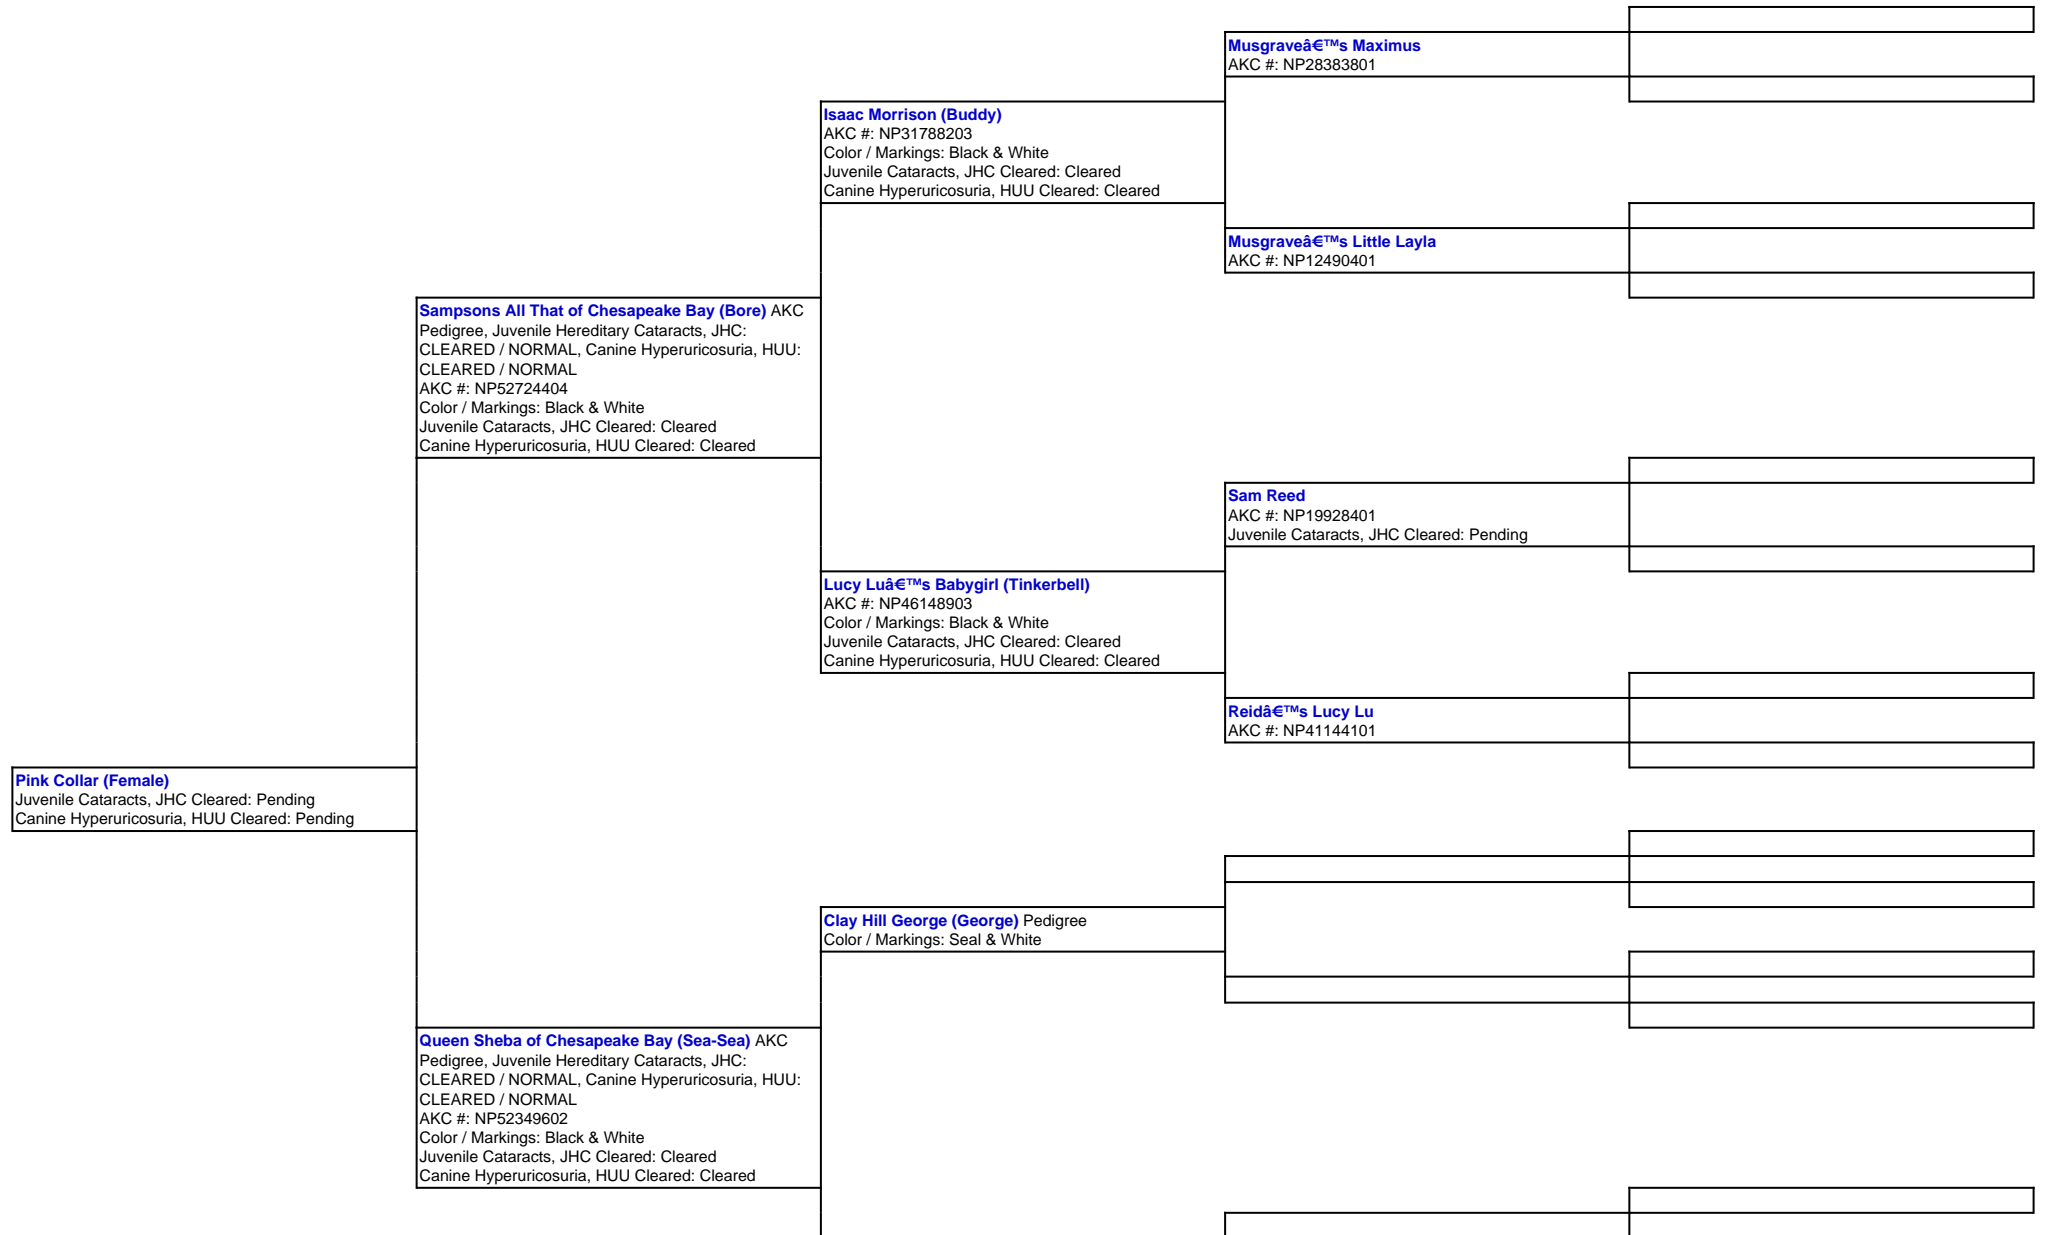 Musgraveâ€™s Maximus
AKC #: NP28383801
Isaac Morrison (Buddy)
AKC #: NP31788203
Color / Markings: Black & White
Juvenile Cataracts, JHC Cleared: Cleared
Canine Hyperuricosuria, HUU Cleared: Cleared
Musgraveâ€™s Little Layla
AKC #: NP12490401
Sampsons All That of Chesapeake Bay (Bore) AKC
Pedigree, Juvenile Hereditary Cataracts, JHC:
CLEARED / NORMAL, Canine Hyperuricosuria, HUU:
CLEARED / NORMAL
AKC #: NP52724404
Color / Markings: Black & White
Juvenile Cataracts, JHC Cleared: Cleared
Canine Hyperuricosuria, HUU Cleared: Cleared
Sam Reed
AKC #: NP19928401
Juvenile Cataracts, JHC Cleared: Pending
Lucy Luâ€™s Babygirl (Tinkerbell)
AKC #: NP46148903
Color / Markings: Black & White
Juvenile Cataracts, JHC Cleared: Cleared
Canine Hyperuricosuria, HUU Cleared: Cleared
Reidâ€™s Lucy Lu
AKC #: NP41144101
Pink Collar (Female)
Juvenile Cataracts, JHC Cleared: Pending
Canine Hyperuricosuria, HUU Cleared: Pending
Clay Hill George (George) Pedigree
Color / Markings: Seal & White
Queen Sheba of Chesapeake Bay (Sea-Sea) AKC
Pedigree, Juvenile Hereditary Cataracts, JHC:
CLEARED / NORMAL, Canine Hyperuricosuria, HUU:
CLEARED / NORMAL
AKC #: NP52349602
Color / Markings: Black & White
Juvenile Cataracts, JHC Cleared: Cleared
Canine Hyperuricosuria, HUU Cleared: Cleared